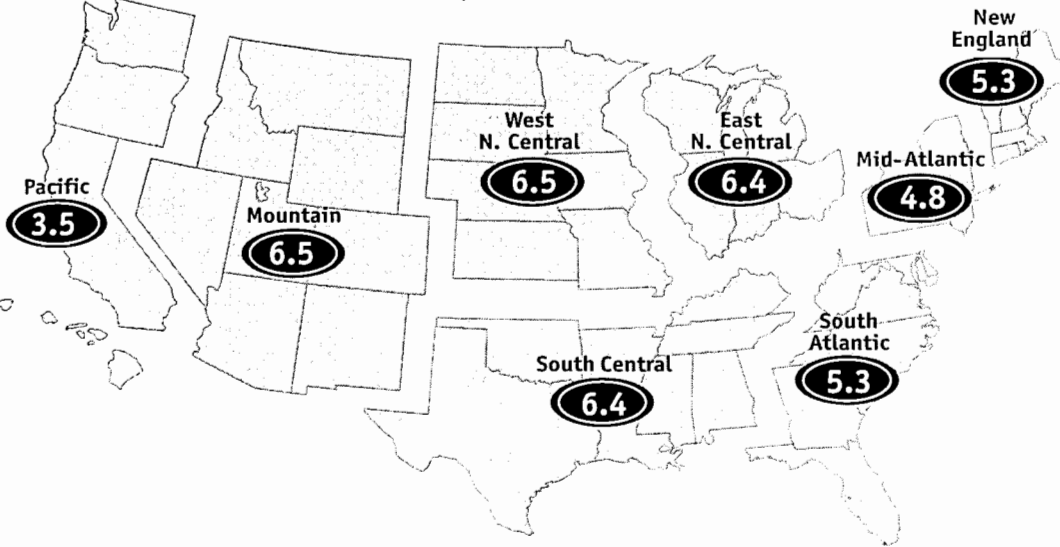 New
England
5.3
West
N. Central
6.5
East
N. Central
6.4
Mid-Atlantic
4.8
Pacific
3.5
Mountain
6.5
South
Atlantic
5.3
South Central
6.4